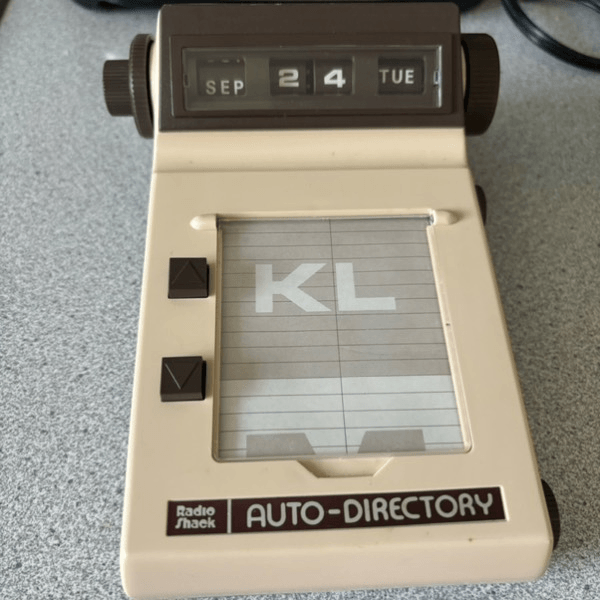 SEP 24 TUE
KL
Radio Shack AUTO-DIRECTORY